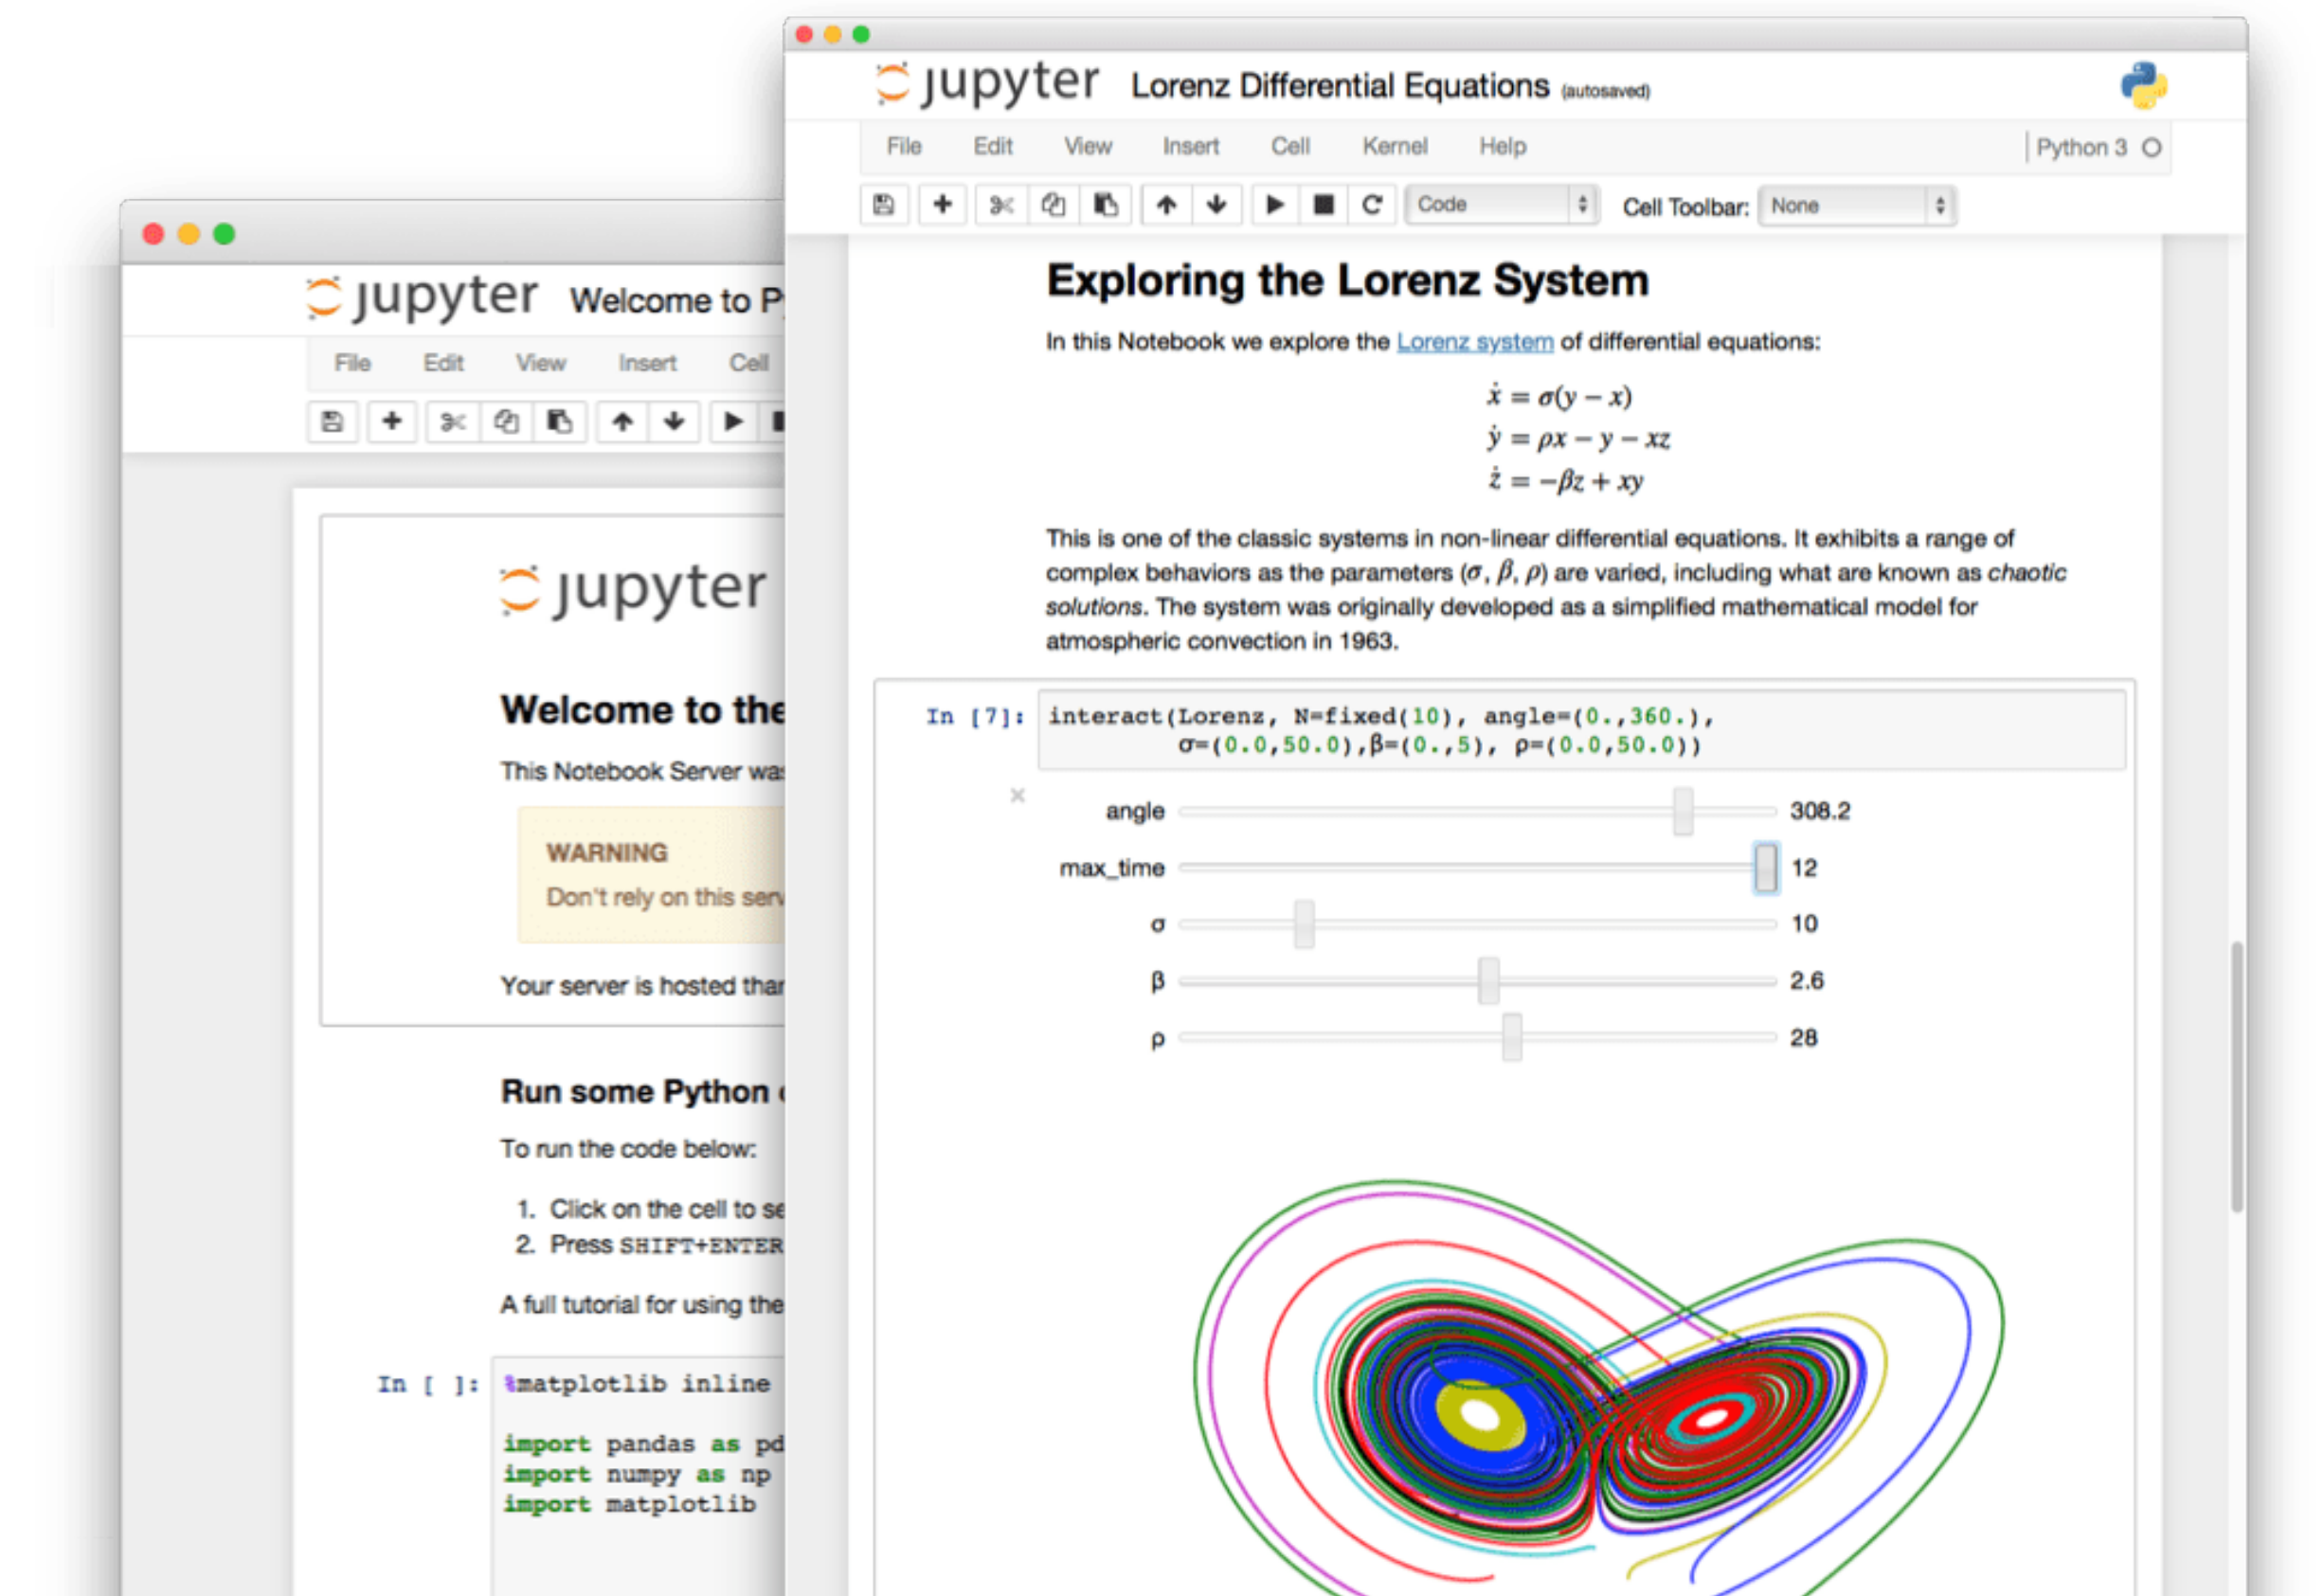 jupyter Lorenz Differential Equations (autosaved)
File Edit View Insert Cell Kernel Help Python 3
Code Cell Toolbar: None
Exploring the Lorenz System
In this Notebook we explore the Lorenz system of differential equations:
ẋ = σ(y − x)
ẏ = ρx − y − xz
ż = −βz + xy
This is one of the classic systems in non-linear differential equations. It exhibits a range of
complex behaviors as the parameters (σ, β, ρ) are varied, including what are known as chaotic
solutions. The system was originally developed as a simplified mathematical model for
atmospheric convection in 1963.
In [7]: interact(Lorenz, N=fixed(10), angle=(0.,360.),
σ=(0.0,50.0),β=(0.,5), ρ=(0.0,50.0))
angle 308.2
max_time 12
σ 10
β 2.6
ρ 28
jupyter Welcome to P
File Edit View Insert Cell
jupyter
Welcome to the
This Notebook Server was
WARNING
Don't rely on this serv
Your server is hosted than
Run some Python
To run the code below:
1. Click on the cell to se
2. Press SHIFT+ENTER
A full tutorial for using the
In [ ]: %matplotlib inline
import pandas as pd
import numpy as np
import matplotlib